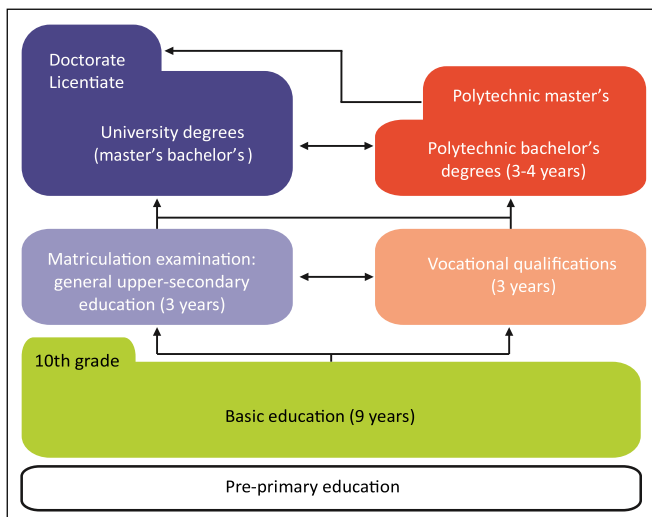 Doctorate
Licentiate
University degrees
(master's bachelor's )
Polytechnic master's
Polytechnic bachelor's
degrees (3-4 years)
Matriculation examination:
general upper-secondary
education (3 years)
Vocational qualifications
(3 years)
10th grade
Basic education (9 years)
Pre-primary education